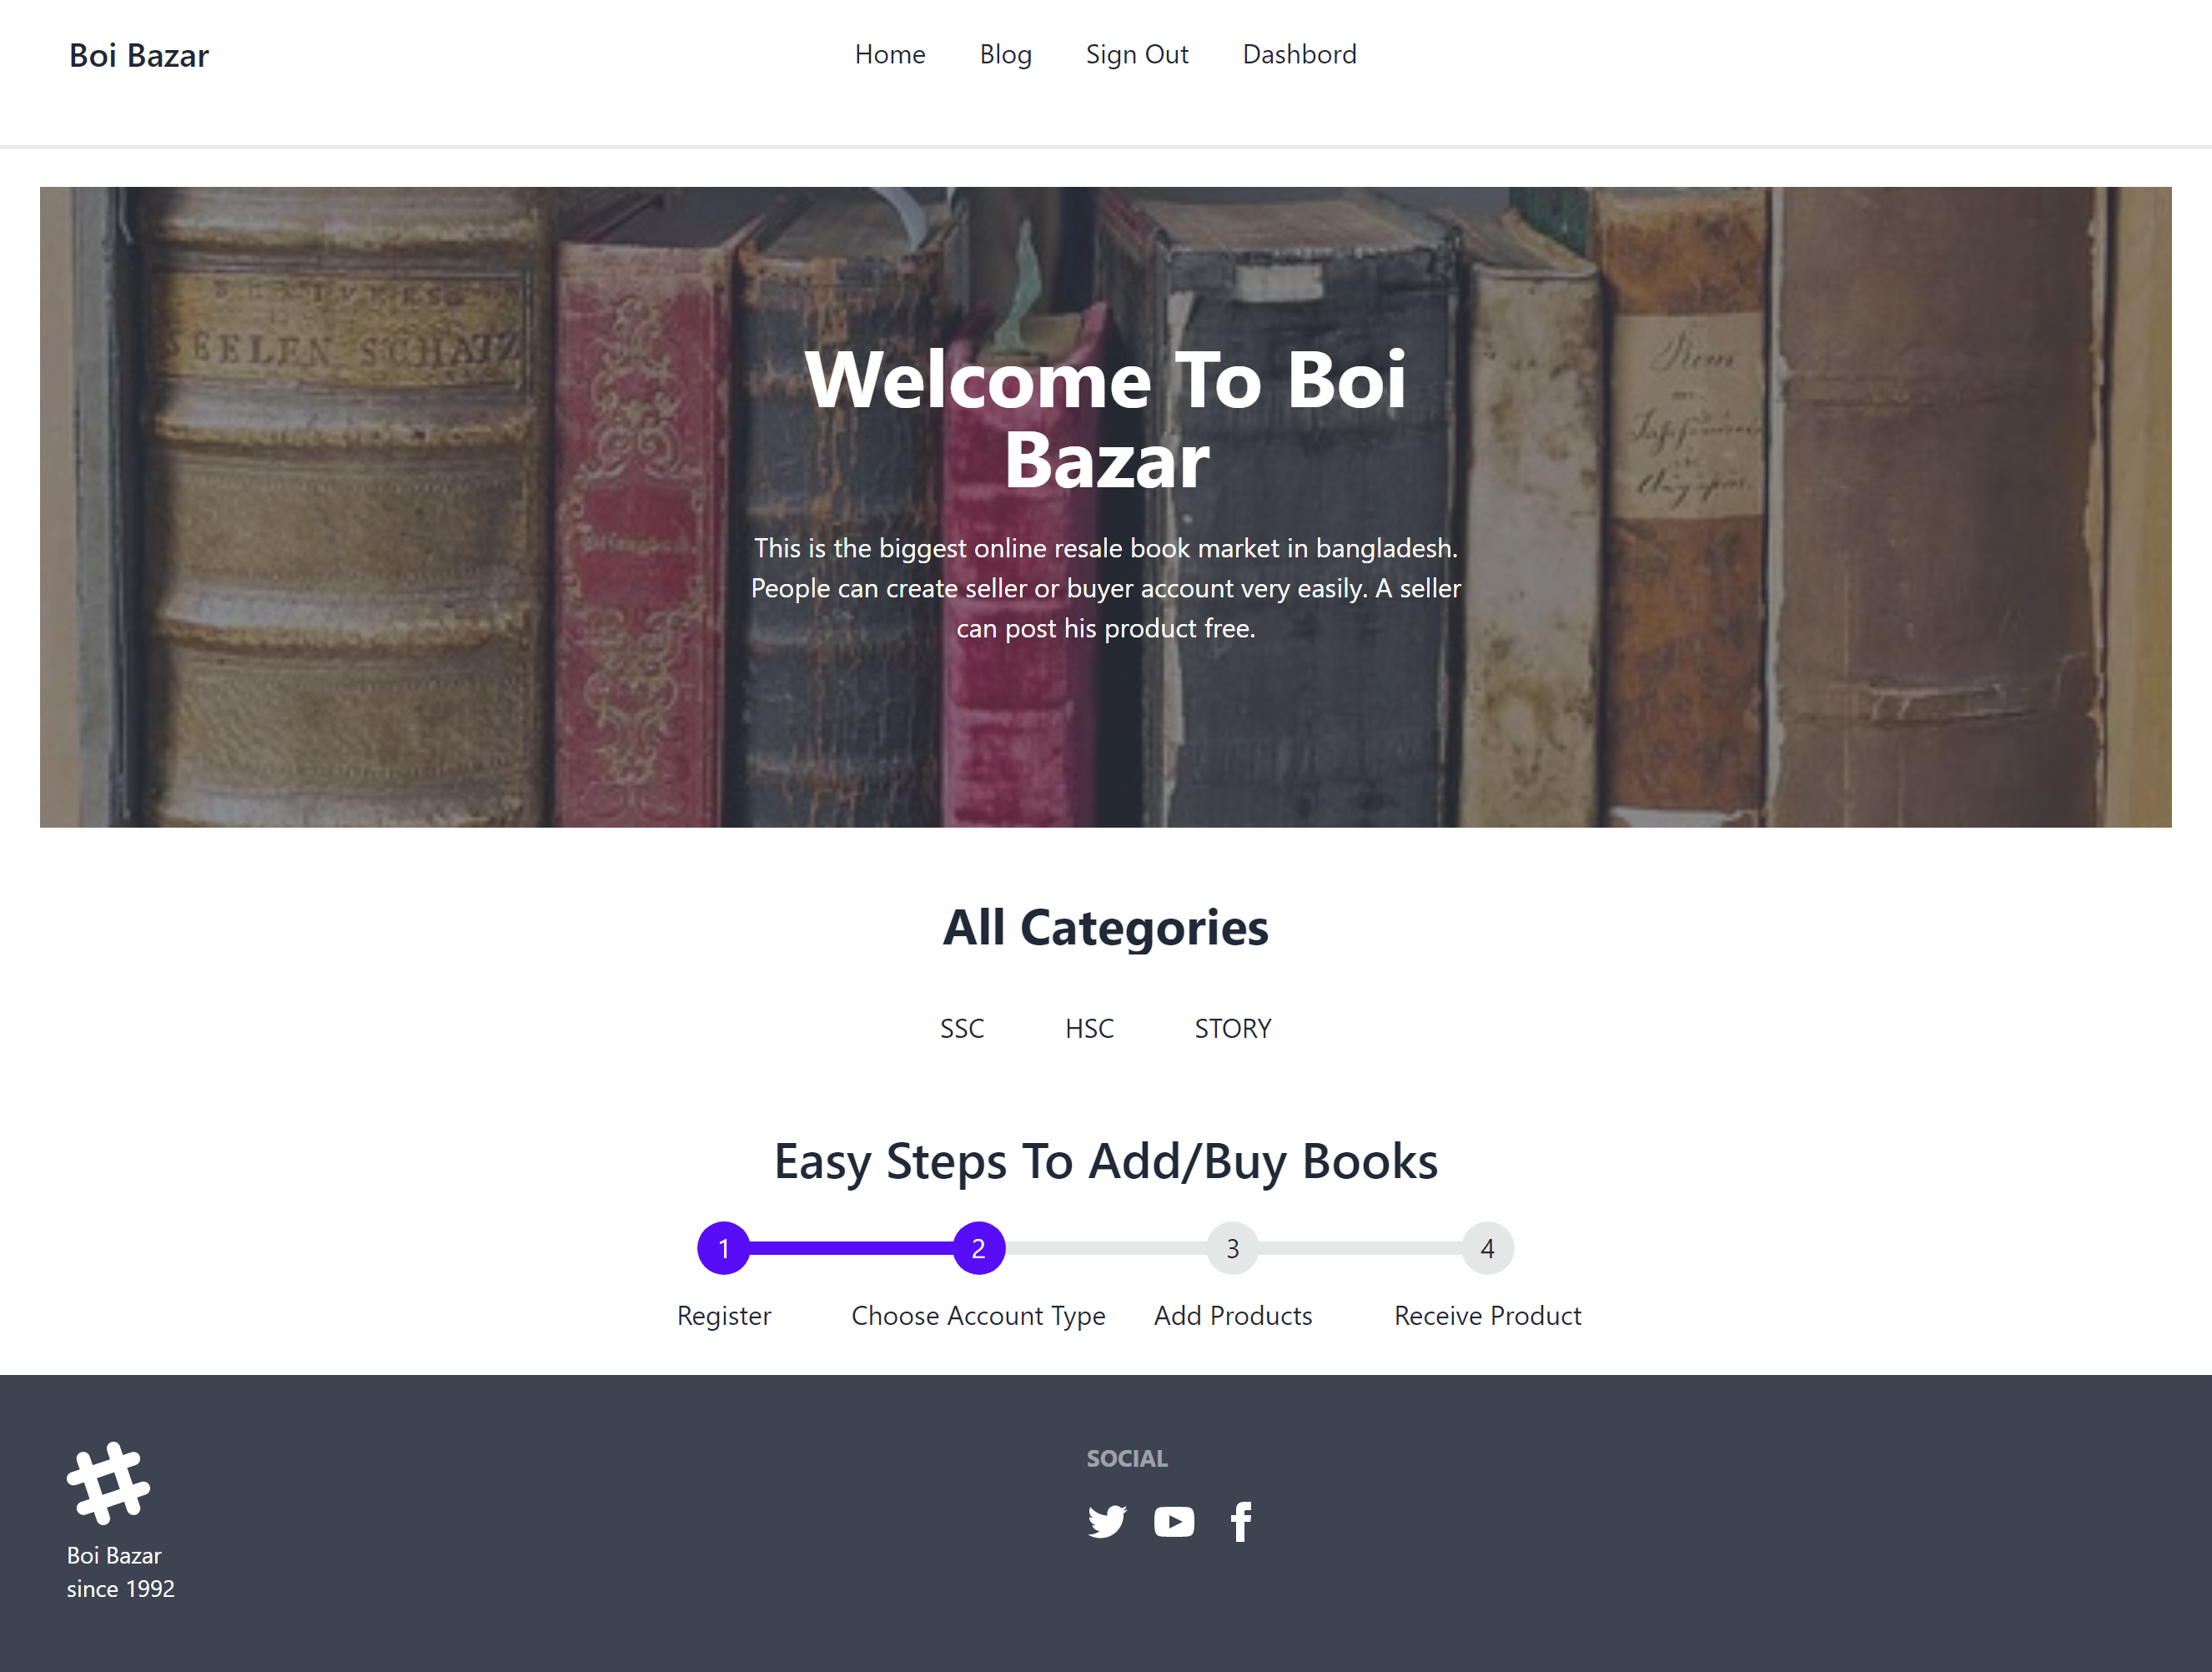 Boi Bazar
Home Blog Sign Out Dashbord
SEELEN SCHATZ
Welcome To Boi
Bazar
This is the biggest online resale book market in bangladesh.
People can create seller or buyer account very easily. A seller
can post his product free.
All Categories
SSC HSC STORY
Easy Steps To Add/Buy Books
1 2 3 4
Register Choose Account Type Add Products Receive Product
SOCIAL
Boi Bazar
since 1992